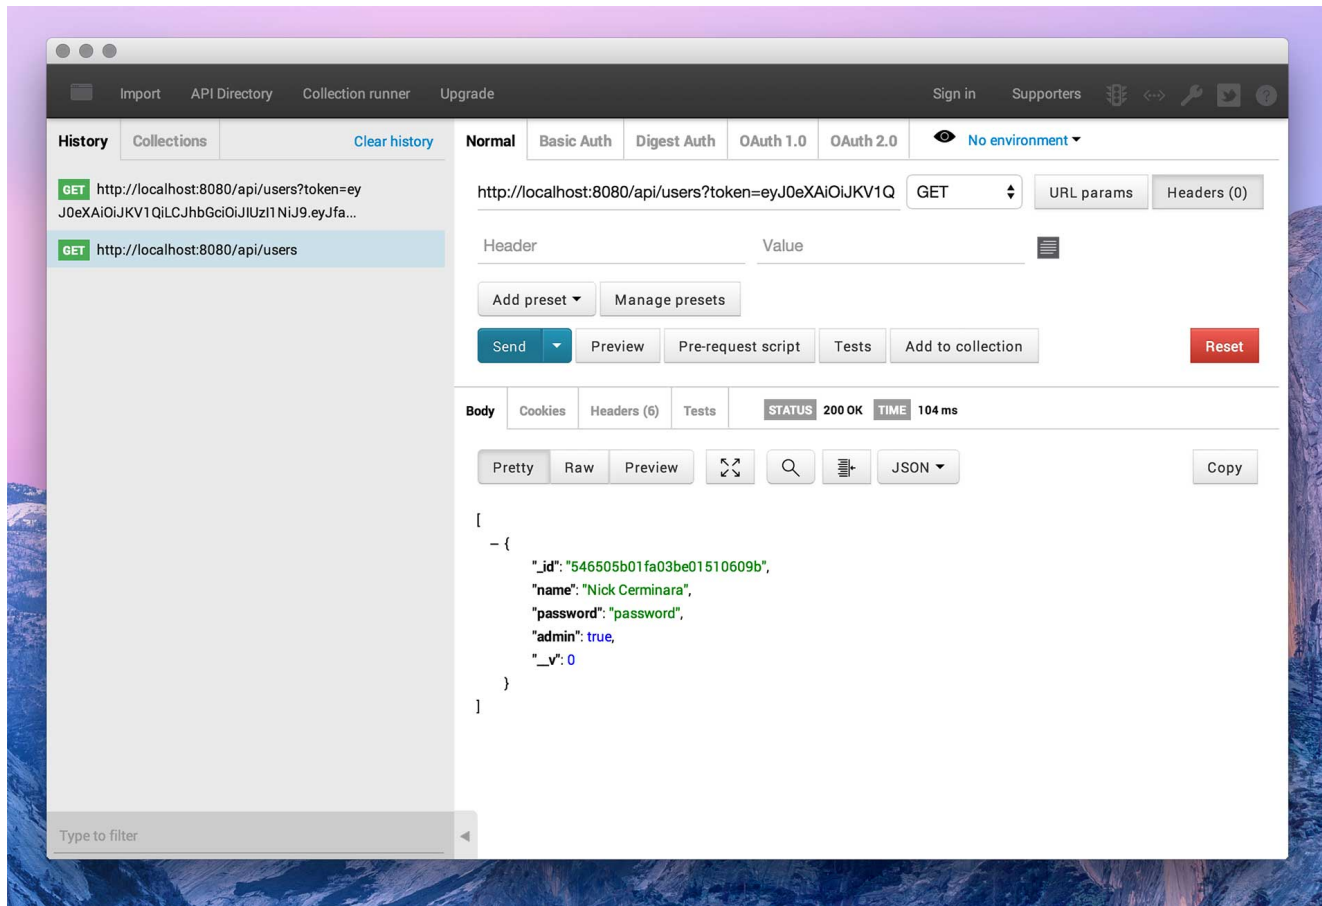 Import API Directory Collection runner Upgrade Sign in Supporters
History Collections Clear history
GET http://localhost:8080/api/users?token=ey
J0eXAiOiJKV1QiLCJhbGciOiJIUzI1NiJ9.eyJfa...
GET http://localhost:8080/api/users
Type to filter
Normal Basic Auth Digest Auth OAuth 1.0 OAuth 2.0 No environment
http://localhost:8080/api/users?token=eyJ0eXAiOiJKV1Q GET URL params Headers (0)
Header Value
Add preset Manage presets
Send Preview Pre-request script Tests Add to collection Reset
Body Cookies Headers (6) Tests STATUS 200 OK TIME 104 ms
Pretty Raw Preview JSON Copy
[
– {
"_id": "546505b01fa03be01510609b",
"name": "Nick Cerminara",
"password": "password",
"admin": true,
"__v": 0
}
]